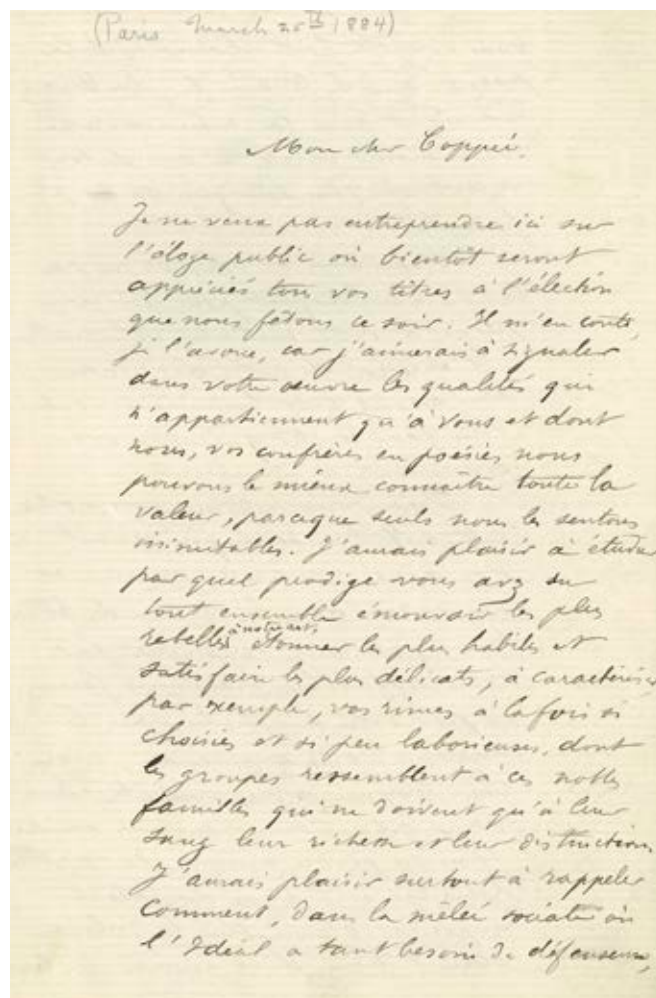 (Paris March 20th 1884)
Mon cher Coppée,
Je ne veux pas entreprendre ici sur
l'éloge public où bientôt seront
appréciés tous vos titres à l'élection
que nous fêtons ce soir. Il m'en coûte,
je l'avoue, car j'aimerais à signaler
dans votre œuvre les qualités qui
n'appartiennent qu'à vous et dont
nous, vos confrères en poésies nous
pouvons le mieux connaître toute la
valeur, parceque seuls nous les sentons
inimitables. J'aurais plaisir à étudier
par quel prodige vous avez su
tout ensemble émouvoir les plus
rebelles à notre art, étonner les plus habiles et
satisfaire les plus délicats, à caractériser
par exemple, vos rimes à la fois si
choisies et si peu laborieuses, dont
les groupes ressemblent à ces nobles
familles qui ne doivent qu'à leur
sang leur richesse et leur distinction
J'aurais plaisir surtout à rappeler
comment, dans la mêlée sociale où
l'Idéal a tant besoin de défenseurs,